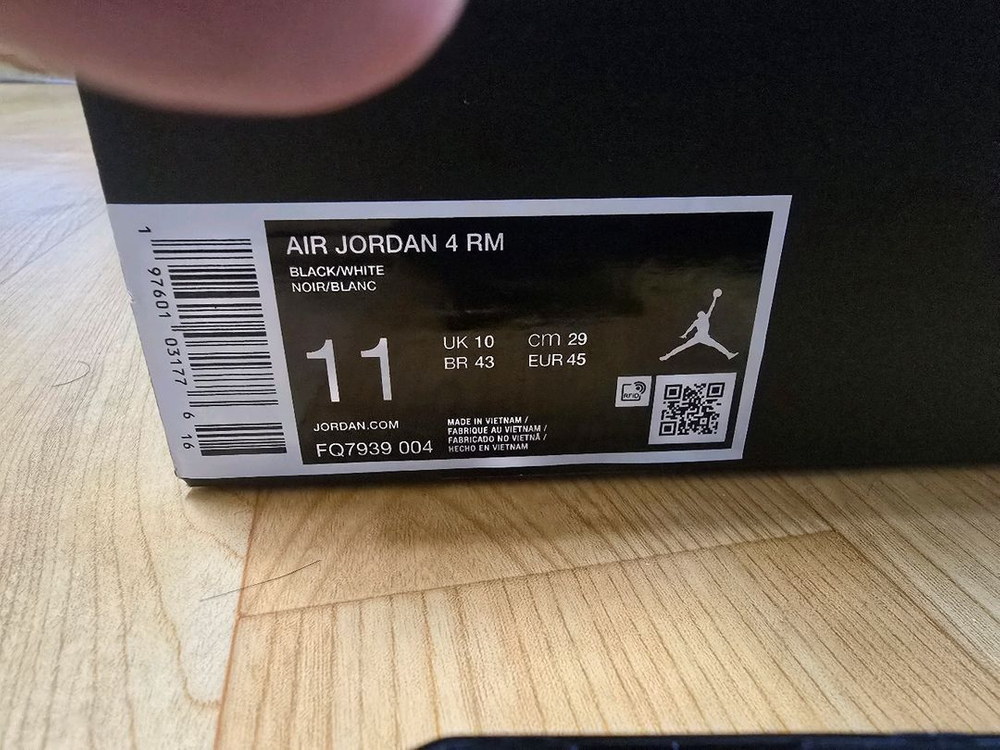 AIR JORDAN 4 RM
BLACK/WHITE
NOIR/BLANC
11
UK 10 cm 29
BR 43 EUR 45
RFID
JORDAN.COM
FQ7939 004
MADE IN VIETNAM /
FABRIQUE AU VIETNAM /
FABRICADO NO VIETNÃ /
HECHO EN VIETNAM
1 97601 03177 6 16